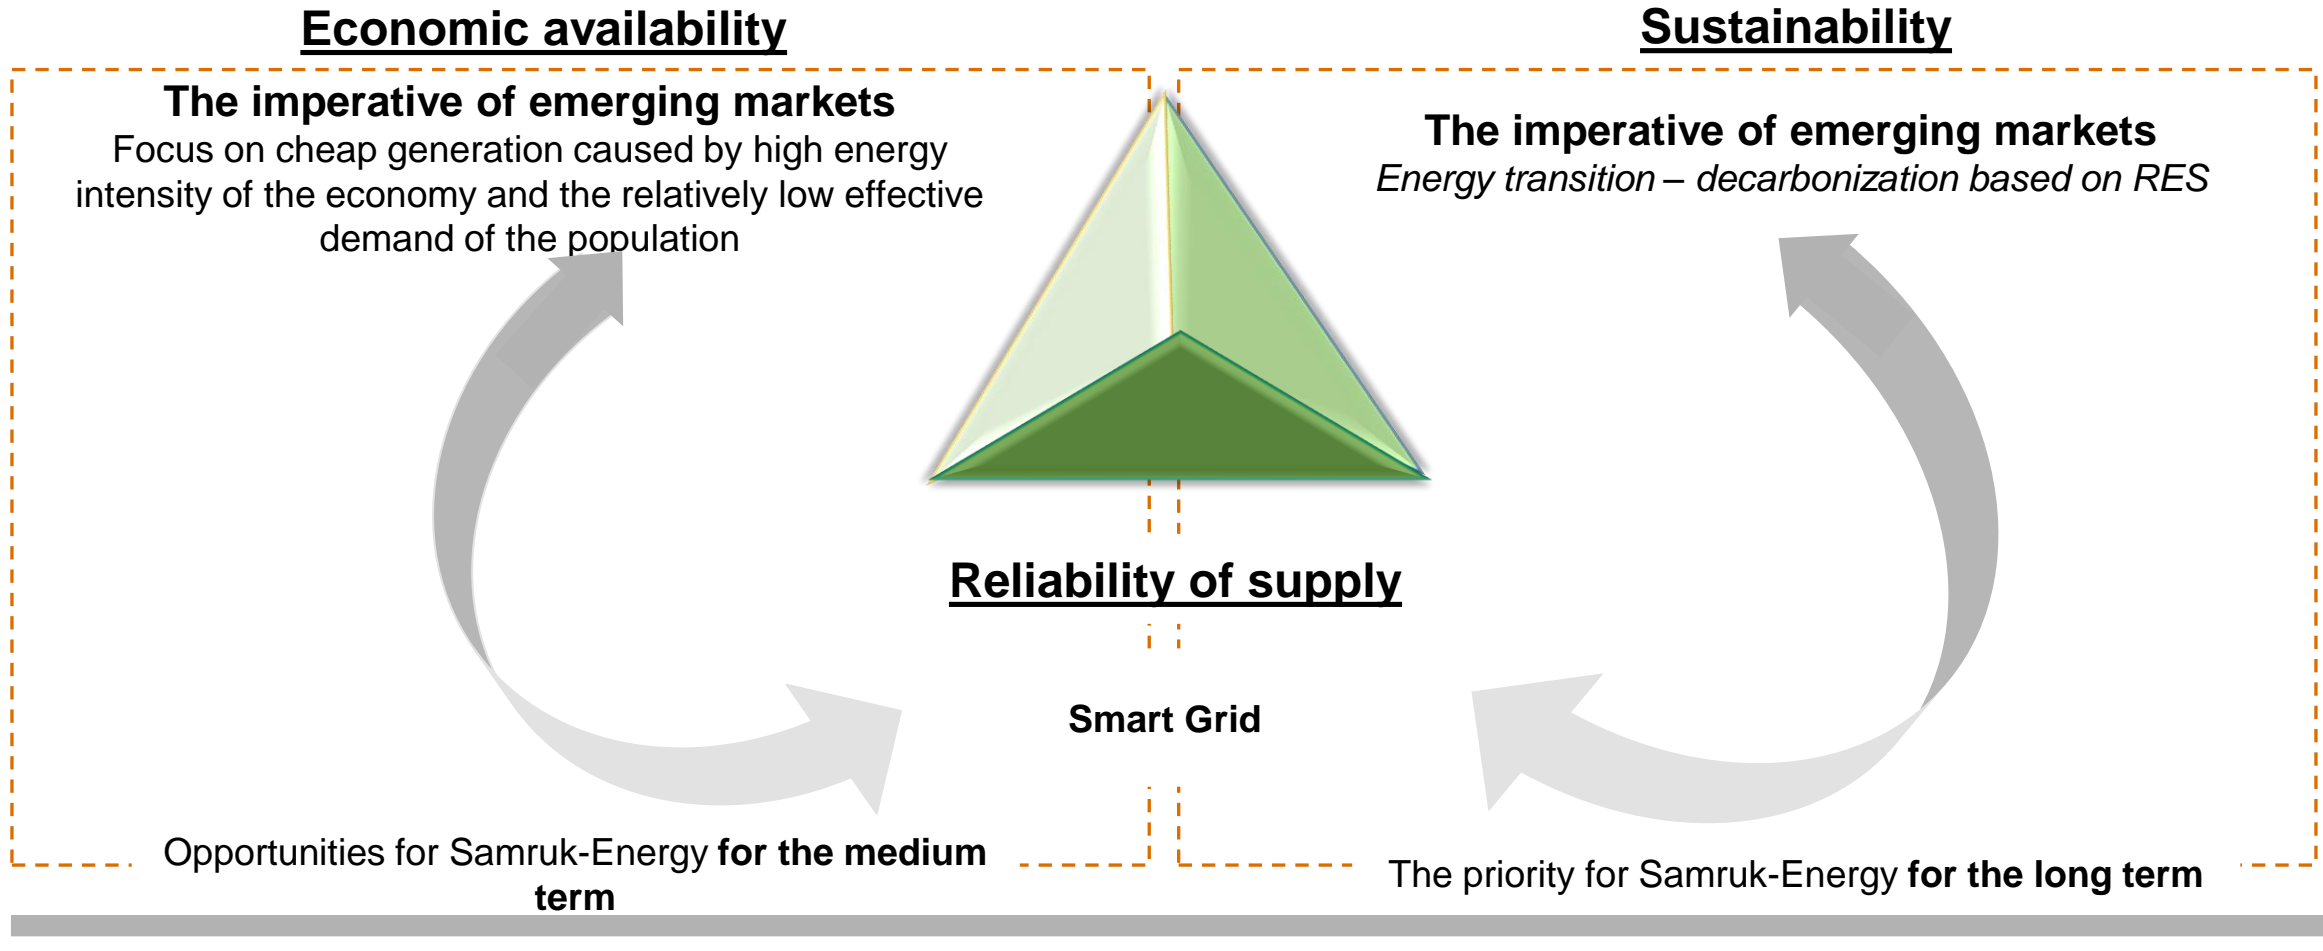 Economic availability
The imperative of emerging markets
Focus on cheap generation caused by high energy
intensity of the economy and the relatively low effective
demand of the population
Sustainability
The imperative of emerging markets
Energy transition – decarbonization based on RES
Reliability of supply
Smart Grid
Opportunities for Samruk-Energy for the medium
term
The priority for Samruk-Energy for the long term